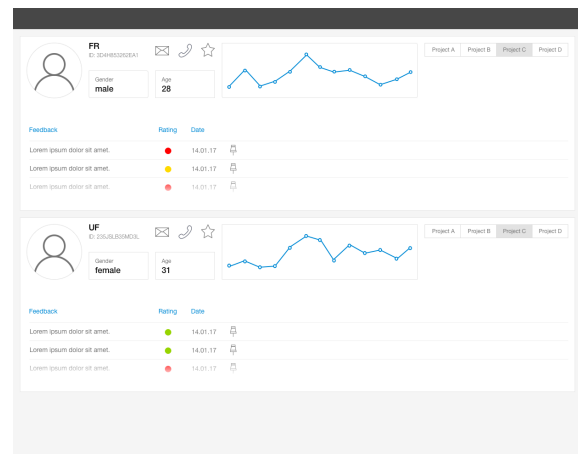 FR
ID: 3D4H653262EA1
Gender
male
Age
28
Project A Project B Project C Project D
Feedback Rating Date
Lorem ipsum dolor sit amet. 14.01.17
Lorem ipsum dolor sit amet. 14.01.17
Lorem ipsum dolor sit amet. 14.01.17
UF
Gender
female
Age
31
Project A Project B Project C Project D
Feedback Rating Date
Lorem ipsum dolor sit amet. 14.01.17
Lorem ipsum dolor sit amet. 14.01.17
Lorem ipsum dolor sit amet. 14.01.17